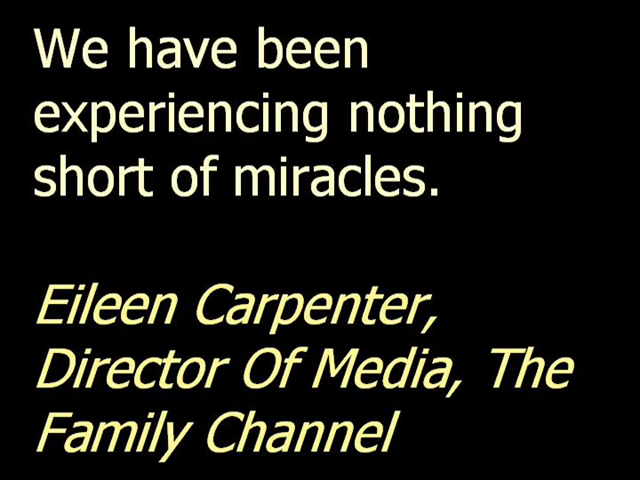 We have been
experiencing nothing
short of miracles.
Eileen Carpenter,
Director Of Media, The
Family Channel